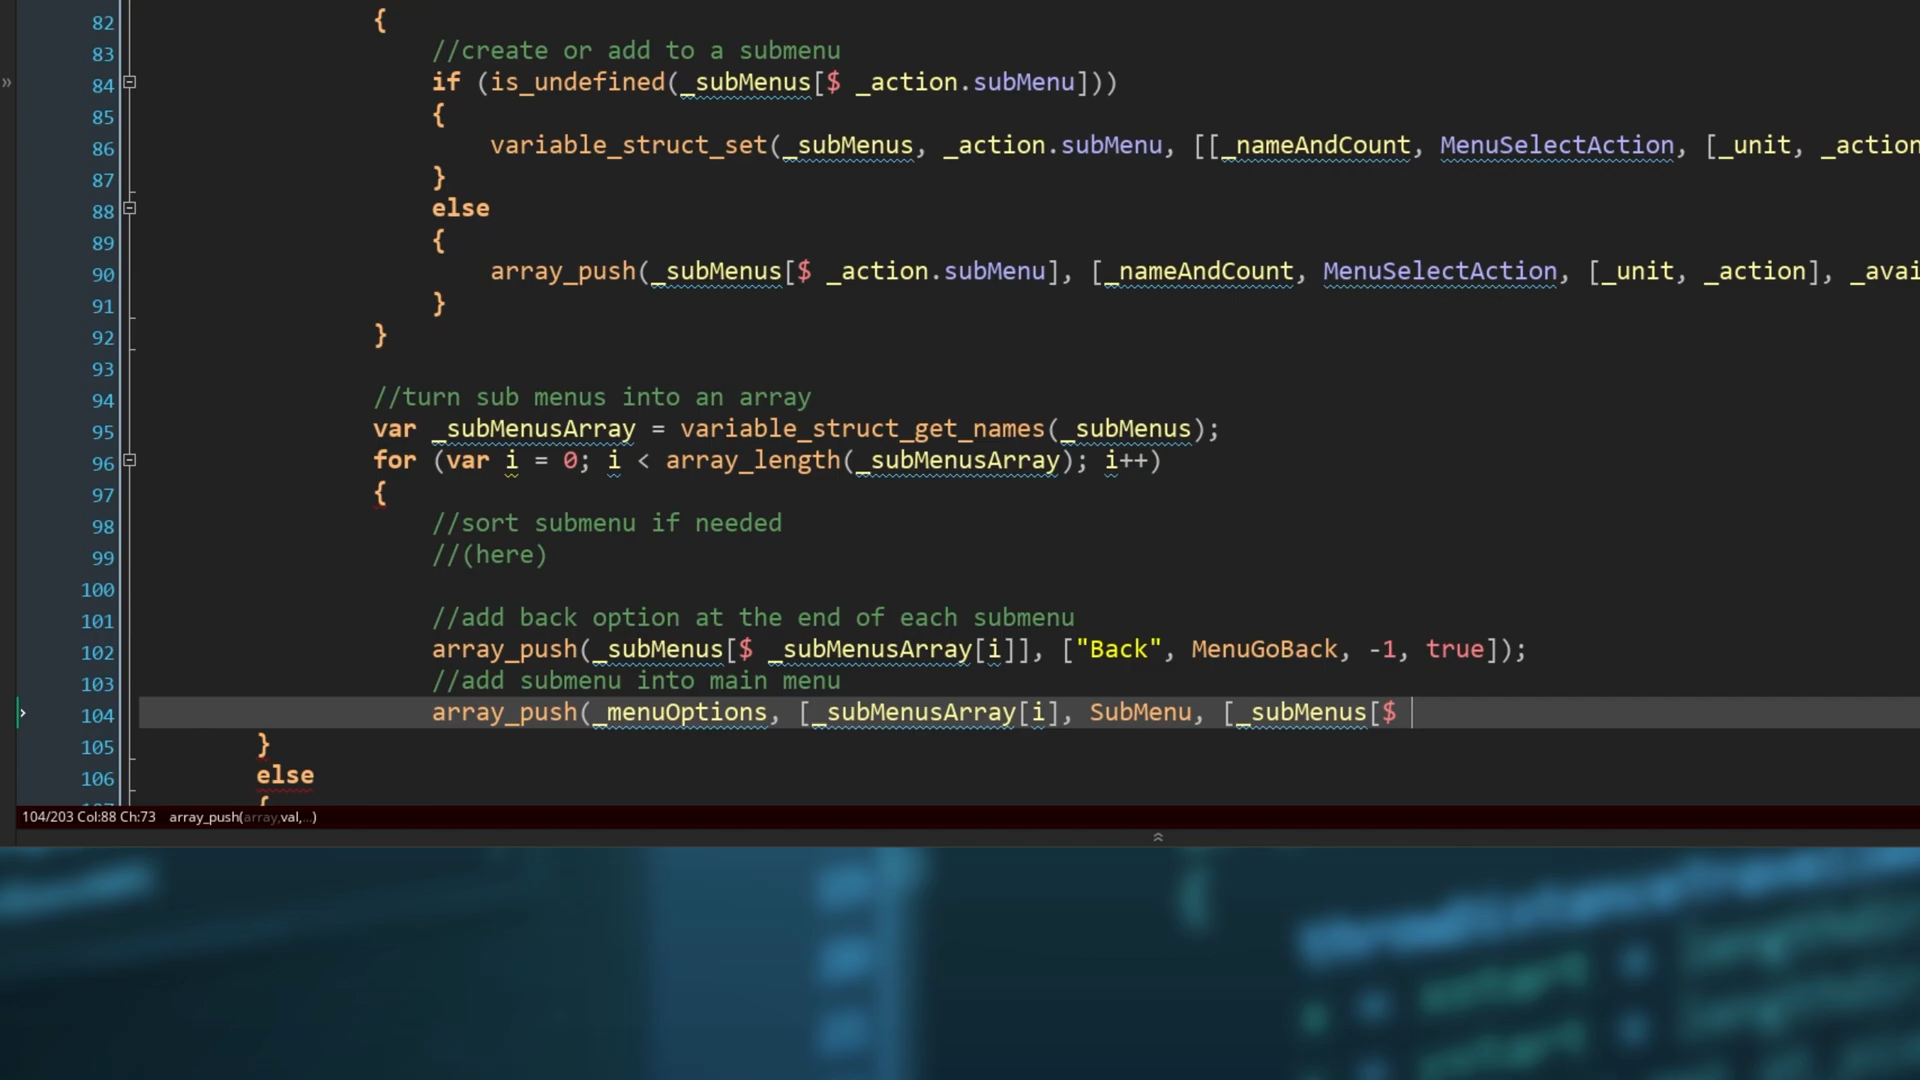 82 {
83 //create or add to a submenu
84 if (is_undefined(_subMenus[$ _action.subMenu]))
85 {
86 variable_struct_set(_subMenus, _action.subMenu, [[_nameAndCount, MenuSelectAction, [_unit, _action
87 }
88 else
89 {
90 array_push(_subMenus[$ _action.subMenu], [_nameAndCount, MenuSelectAction, [_unit, _action], _avai
91 }
92 }
93
94 //turn sub menus into an array
95 var _subMenusArray = variable_struct_get_names(_subMenus);
96 for (var i = 0; i < array_length(_subMenusArray); i++)
97 {
98 //sort submenu if needed
99 //(here)
100
101 //add back option at the end of each submenu
102 array_push(_subMenus[$ _subMenusArray[i]], ["Back", MenuGoBack, -1, true]);
103 //add submenu into main menu
104 array_push(_menuOptions, [_subMenusArray[i], SubMenu, [_subMenus[$
105 }
106 else
{
104/203 Col:88 Ch:73 array_push(array,val,...)